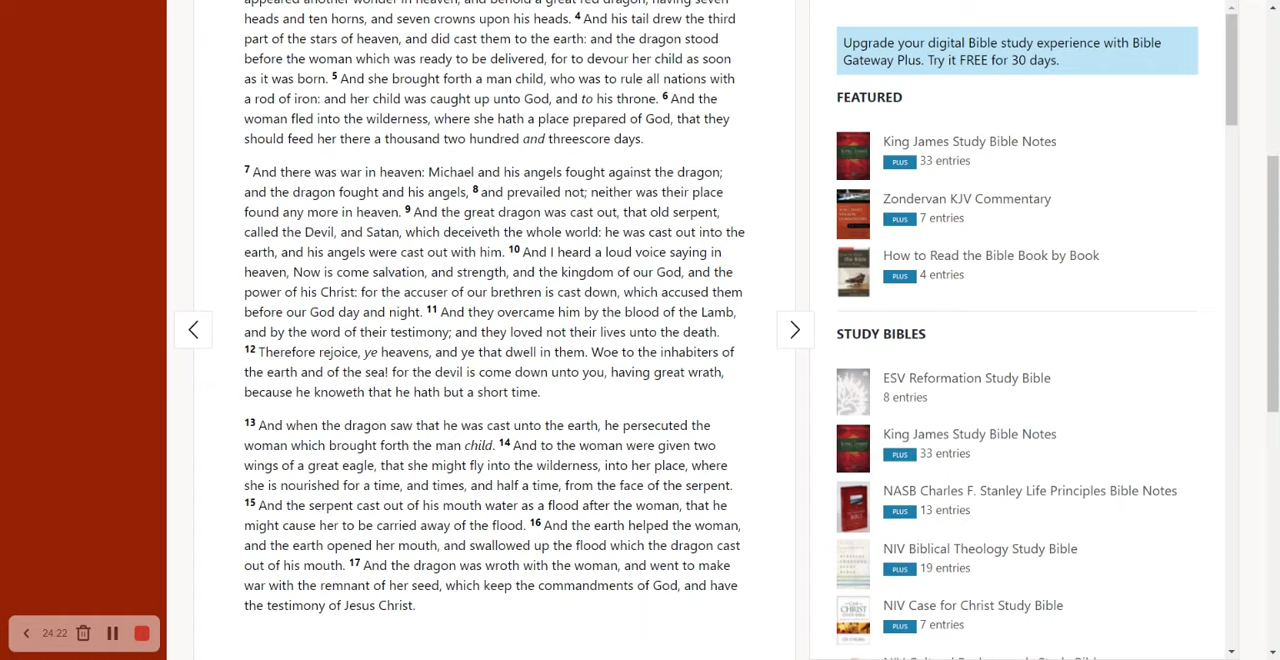 appeared another wonder in heaven; and behold a great red dragon, having seven
heads and ten horns, and seven crowns upon his heads. 4 And his tail drew the third
part of the stars of heaven, and did cast them to the earth: and the dragon stood
before the woman which was ready to be delivered, for to devour her child as soon
as it was born. 5 And she brought forth a man child, who was to rule all nations with
a rod of iron: and her child was caught up unto God, and to his throne. 6 And the
woman fled into the wilderness, where she hath a place prepared of God, that they
should feed her there a thousand two hundred and threescore days.
7 And there was war in heaven: Michael and his angels fought against the dragon;
and the dragon fought and his angels, 8 and prevailed not; neither was their place
found any more in heaven. 9 And the great dragon was cast out, that old serpent,
called the Devil, and Satan, which deceiveth the whole world: he was cast out into the
earth, and his angels were cast out with him. 10 And I heard a loud voice saying in
heaven, Now is come salvation, and strength, and the kingdom of our God, and the
power of his Christ: for the accuser of our brethren is cast down, which accused them
before our God day and night. 11 And they overcame him by the blood of the Lamb,
and by the word of their testimony; and they loved not their lives unto the death.
12 Therefore rejoice, ye heavens, and ye that dwell in them. Woe to the inhabiters of
the earth and of the sea! for the devil is come down unto you, having great wrath,
because he knoweth that he hath but a short time.
13 And when the dragon saw that he was cast unto the earth, he persecuted the
woman which brought forth the man child. 14 And to the woman were given two
wings of a great eagle, that she might fly into the wilderness, into her place, where
she is nourished for a time, and times, and half a time, from the face of the serpent.
15 And the serpent cast out of his mouth water as a flood after the woman, that he
might cause her to be carried away of the flood. 16 And the earth helped the woman,
and the earth opened her mouth, and swallowed up the flood which the dragon cast
out of his mouth. 17 And the dragon was wroth with the woman, and went to make
war with the remnant of her seed, which keep the commandments of God, and have
the testimony of Jesus Christ.
24:22
Upgrade your digital Bible study experience with Bible
Gateway Plus. Try it FREE for 30 days.
FEATURED
King James Study Bible Notes
PLUS 33 entries
Zondervan KJV Commentary
PLUS 7 entries
How to Read the Bible Book by Book
PLUS 4 entries
STUDY BIBLES
ESV Reformation Study Bible
8 entries
King James Study Bible Notes
PLUS 33 entries
NASB Charles F. Stanley Life Principles Bible Notes
PLUS 13 entries
NIV Biblical Theology Study Bible
PLUS 19 entries
NIV Case for Christ Study Bible
PLUS 7 entries